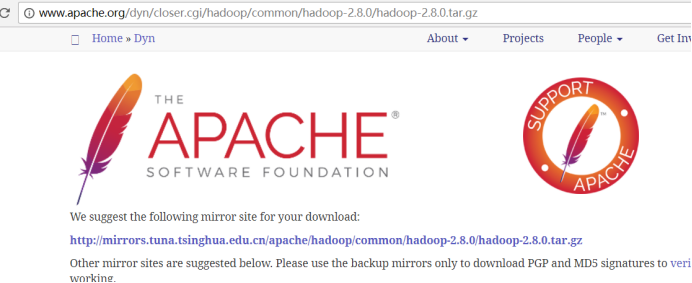 www.apache.org/dyn/closer.cgi/hadoop/common/hadoop-2.8.0/hadoop-2.8.0.tar.gz
Home » Dyn About Projects People Get Inv
THE
APACHE®
SOFTWARE FOUNDATION
SUPPORT
APACHE
™
We suggest the following mirror site for your download:
http://mirrors.tuna.tsinghua.edu.cn/apache/hadoop/common/hadoop-2.8.0/hadoop-2.8.0.tar.gz
Other mirror sites are suggested below. Please use the backup mirrors only to download PGP and MD5 signatures to veri
working.